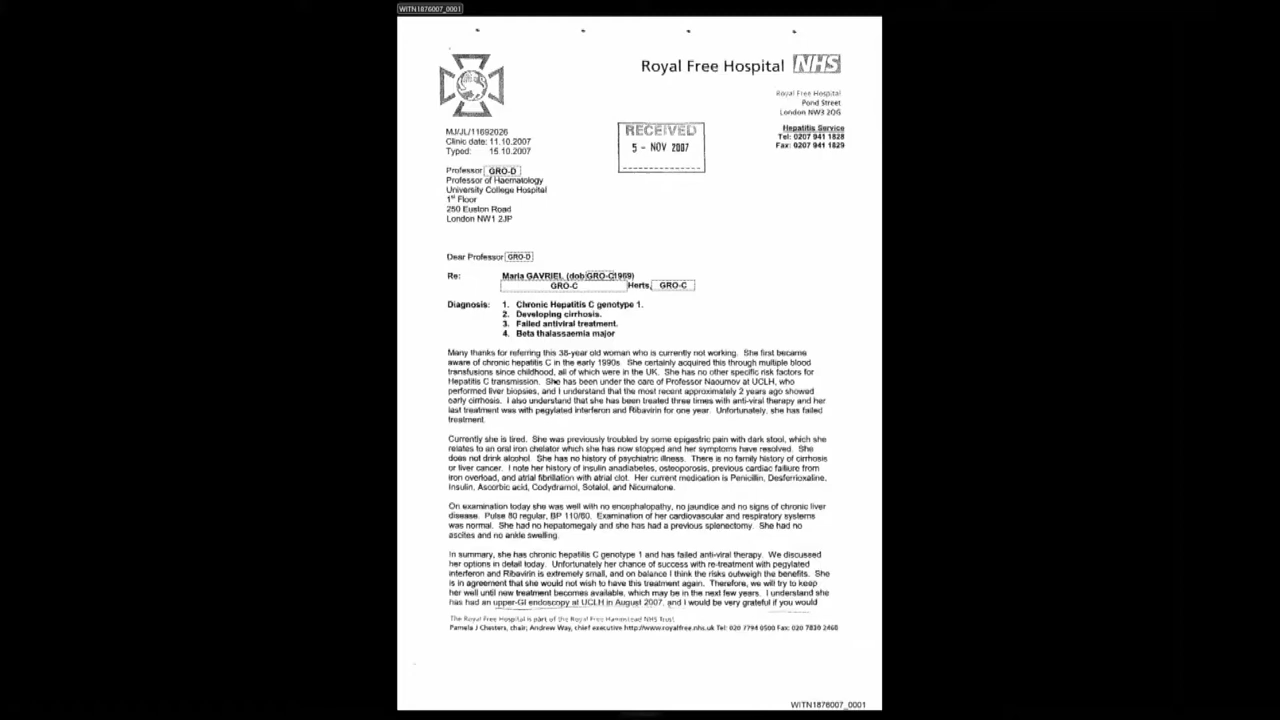 WITN1876007_0001
Royal Free Hospital NHS
Royal Free Hospital
Pond Street
London NW3 2QG
Hepatitis Service
Tel: 0207 941 1828
Fax: 0207 941 1829
MJ/JL/11692026
Clinic date: 11.10.2007
Typed: 15.10.2007
RECEIVED
5 - NOV 2007
Professor GRO-D
Professor of Haematology
University College Hospital
1st Floor
250 Euston Road
London NW1 2JP
Dear Professor GRO-D
Re: Maria GAVRIEL (dob GRO-C 1969)
GRO-C Herts, GRO-C
Diagnosis: 1. Chronic Hepatitis C genotype 1.
2. Developing cirrhosis.
3. Failed antiviral treatment.
4. Beta thalassaemia major
Many thanks for referring this 38-year old woman who is currently not working. She first became
aware of chronic hepatitis C in the early 1990s. She certainly acquired this through multiple blood
transfusions since childhood, all of which were in the UK. She has no other specific risk factors for
Hepatitis C transmission. She has been under the care of Professor Naoumov at UCLH, who
performed liver biopsies, and I understand that the most recent approximately 2 years ago showed
early cirrhosis. I also understand that she has been treated three times with anti-viral therapy and her
last treatment was with pegylated interferon and Ribavirin for one year. Unfortunately, she has failed
treatment.
Currently she is tired. She was previously troubled by some epigastric pain with dark stool, which she
relates to an oral iron chelator which she has now stopped and her symptoms have resolved. She
does not drink alcohol. She has no history of psychiatric illness. There is no family history of cirrhosis
or liver cancer. I note her history of insulin anadiabetes, osteoporosis, previous cardiac failure from
iron overload, and atrial fibrillation with atrial clot. Her current medication is Penicillin, Desferrioxaline,
Insulin, Ascorbic acid, Codydramol, Sotalol, and Nicumalone.
On examination today she was well with no encephalopathy, no jaundice and no signs of chronic liver
disease. Pulse 80 regular, BP 110/60. Examination of her cardiovascular and respiratory systems
was normal. She had no hepatomegaly and she has had a previous splenectomy. She had no
ascites and no ankle swelling.
In summary, she has chronic hepatitis C genotype 1 and has failed anti-viral therapy. We discussed
her options in detail today. Unfortunately her chance of success with re-treatment with pegylated
interferon and Ribavirin is extremely small, and on balance I think the risks outweigh the benefits. She
is in agreement that she would not wish to have this treatment again. Therefore, we will try to keep
her well until new treatment becomes available, which may be in the next few years. I understand she
has had an upper-GI endoscopy at UCLH in August 2007, and I would be very grateful if you would
The Royal Free Hospital is part of the Royal Free Hampstead NHS Trust.
Pamela J Chesters, chair; Andrew Way, chief executive http://www.royalfree.nhs.uk Tel: 020 7794 0500 Fax: 020 7830 2468
WITN1876007_0001